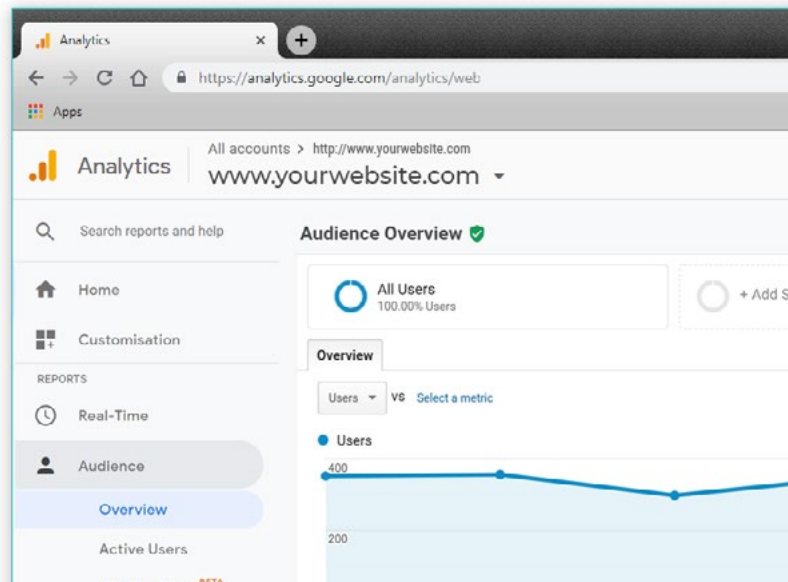 Analytics
https://analytics.google.com/analytics/web
Apps
Analytics
All accounts > http://www.yourwebsite.com
www.yourwebsite.com
Search reports and help
Home
Customisation
REPORTS
Real-Time
Audience
Overview
Active Users
BETA
Audience Overview
All Users
100.00% Users
+ Add S
Overview
Users
VS
Select a metric
Users
400
200